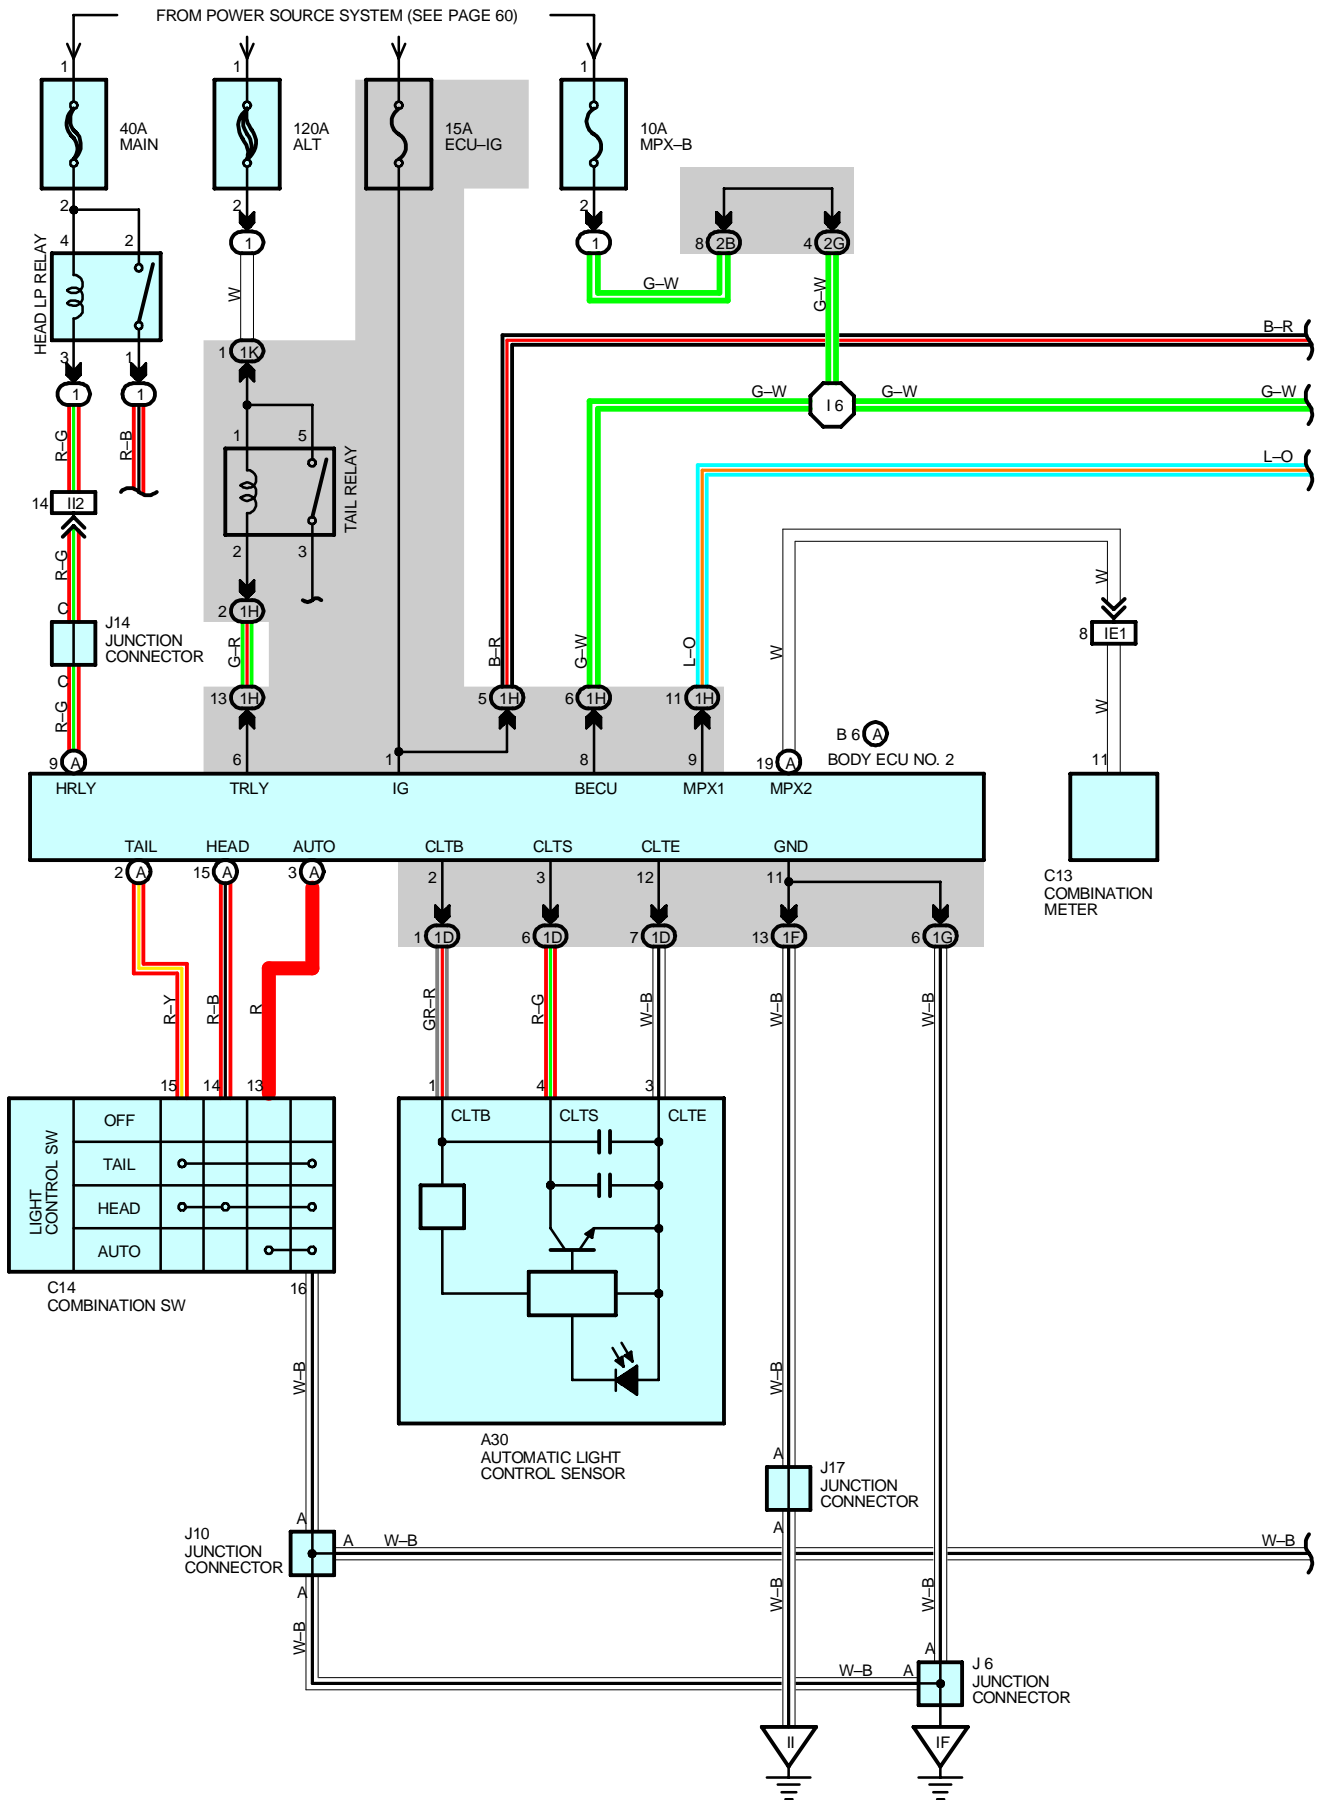 FROM POWER SOURCE SYSTEM (SEE PAGE 60)
1 1 1
40A
MAIN
120A
ALT
15A
ECU–IG
10A
MPX–B
2 2 2
4 2 1 1 8 2B 4 2G
HEAD LP RELAY
W
G–W
G–W
B–R
3 1 1 1K
1 1
G–W G–W G–W
I 6
R–G R–B
1 5
TAIL RELAY
L–O
14 II2
2 3
R–G
W
8 IE1
C
2 1H
J14
JUNCTION
CONNECTOR
G–R B–R G–W L–O W
C
R–G
13 1H 5 1H 6 1H 11 1H
W
B 6 A
BODY ECU NO. 2
9 A 6 1 8 9 19 A 11
HRLY TRLY IG BECU MPX1 MPX2
TAIL HEAD AUTO CLTB CLTS CLTE GND
2 A 15 A 3 A 2 3 12 11
C13
COMBINATION
METER
1 1D 6 1D 7 1D 13 1F 6 1G
R–Y R–B R GR–R R–G W–B W–B W–B
15 14 13 1 4 3
LIGHT
CONTROL SW
OFF
TAIL
HEAD
AUTO
CLTB CLTS CLTE
C14
COMBINATION SW
16
W–B W–B
A30
AUTOMATIC LIGHT
CONTROL SENSOR
A
J17
JUNCTION
CONNECTOR
A A
J10
JUNCTION
CONNECTOR
A W–B W–B
A
W–B W–B W–B
A
W–B A
J 6
JUNCTION
CONNECTOR
II IF